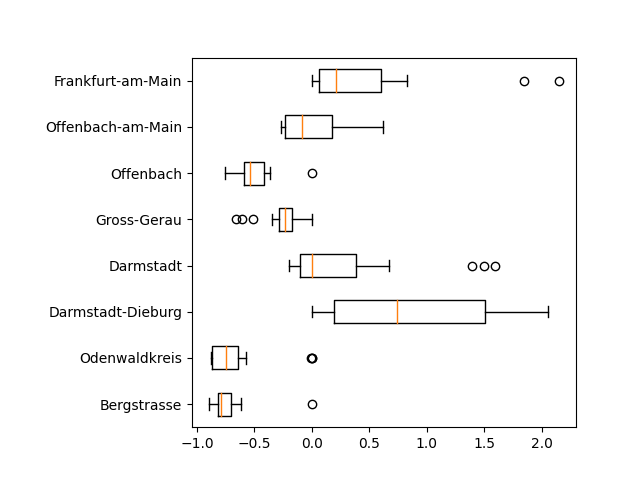 Frankfurt-am-Main
Offenbach-am-Main
Offenbach
Gross-Gerau
Darmstadt
Darmstadt-Dieburg
Odenwaldkreis
Bergstrasse
−1.0 −0.5 0.0 0.5 1.0 1.5 2.0